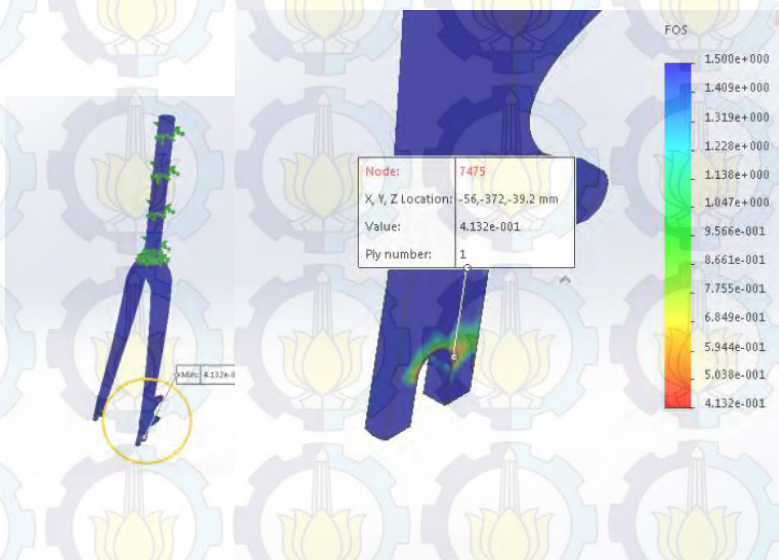 FOS
1.500e+000
1.409e+000
1.319e+000
1.228e+000
1.138e+000
1.047e+000
9.566e-001
8.661e-001
7.755e-001
6.849e-001
5.944e-001
5.038e-001
4.132e-001
Node: 7475
X, Y, Z Location: -56,-372,-39.2 mm
Value: 4.132e-001
Ply number: 1
Min: 4.132e-0